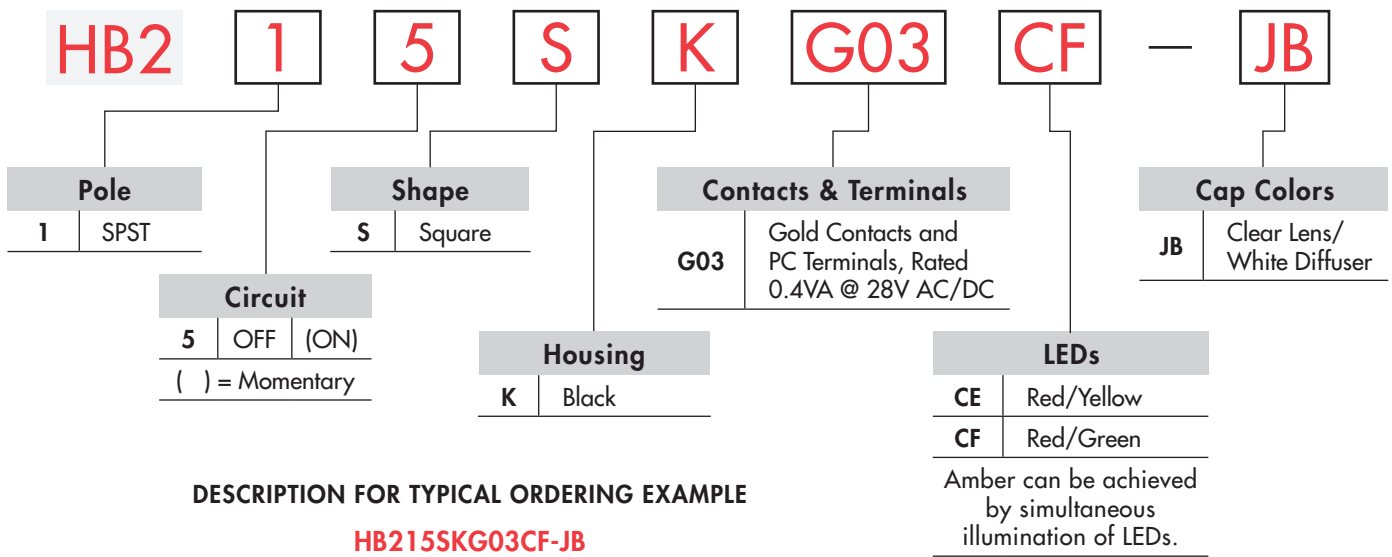 HB2 1 5 S K G03 CF — JB
Pole
1 SPST
Circuit
5 OFF (ON)
( ) = Momentary
Shape
S Square
Housing
K Black
Contacts & Terminals
G03
Gold Contacts and
PC Terminals, Rated
0.4VA @ 28V AC/DC
LEDs
CE Red/Yellow
CF Red/Green
Amber can be achieved
by simultaneous
illumination of LEDs.
Cap Colors
JB
Clear Lens/
White Diffuser
DESCRIPTION FOR TYPICAL ORDERING EXAMPLE
HB215SKG03CF-JB